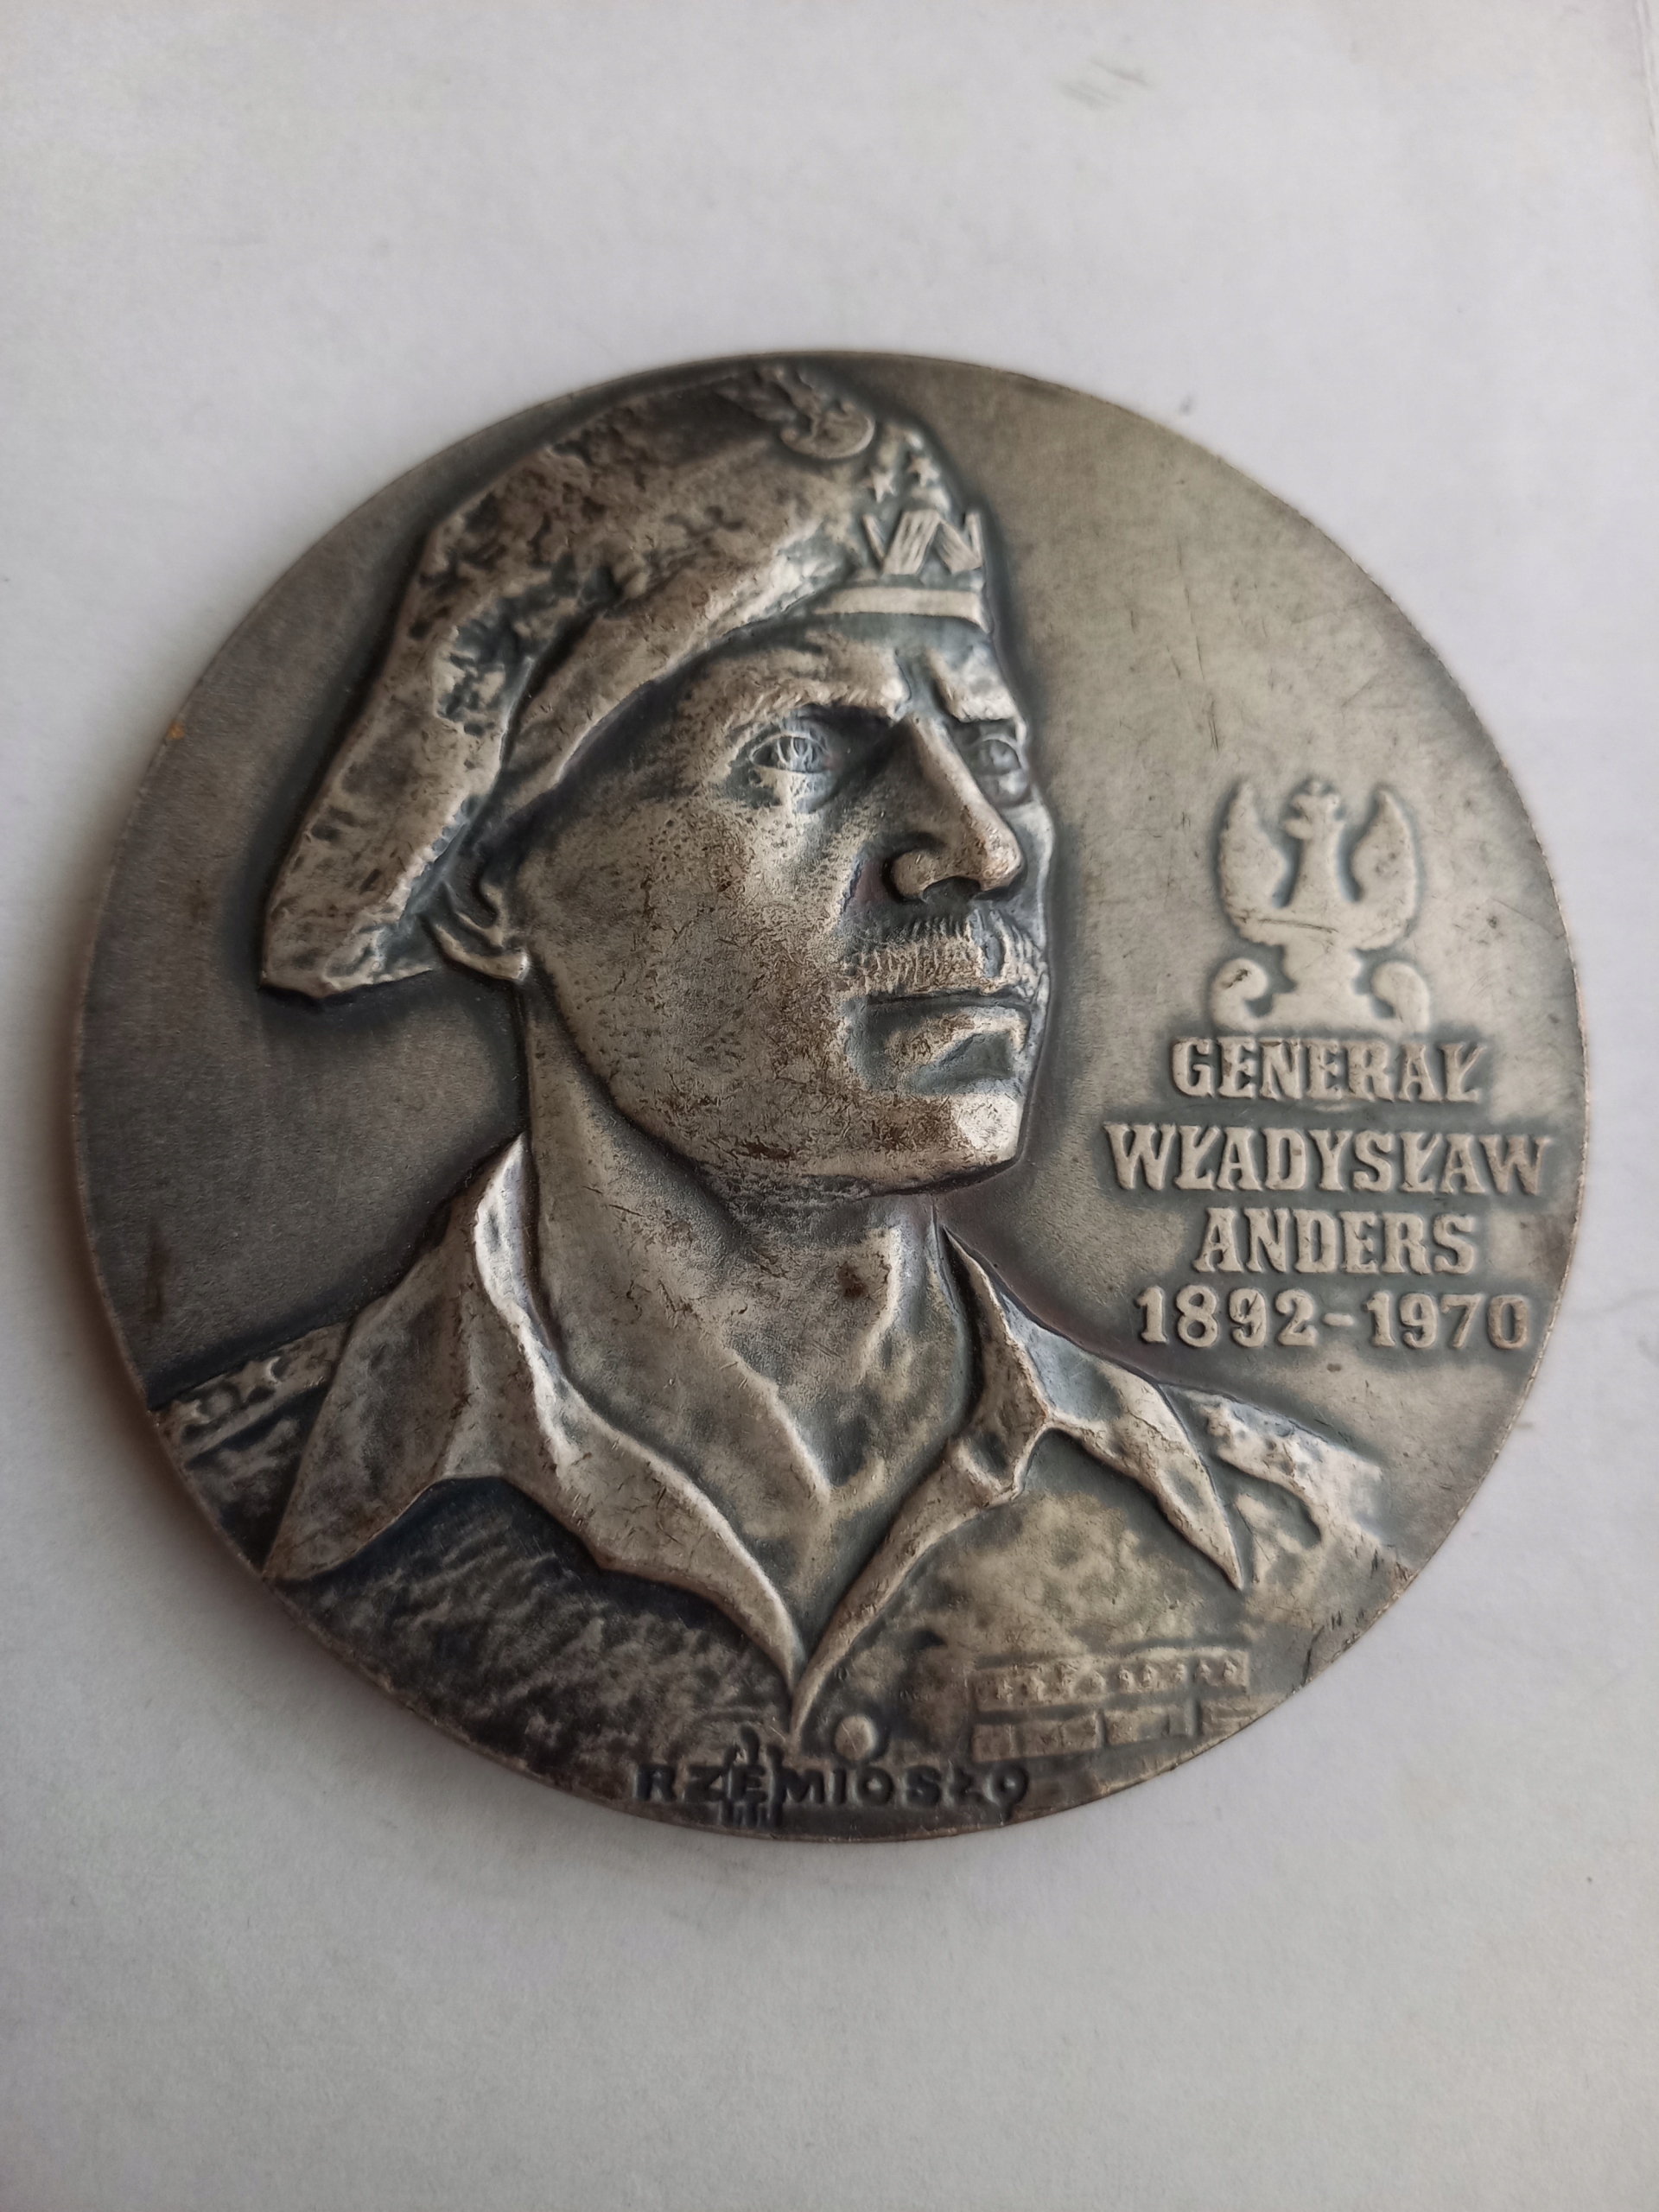 GENERAŁ
WŁADYSŁAW
ANDERS
1892-1970
RZEMIOSŁO